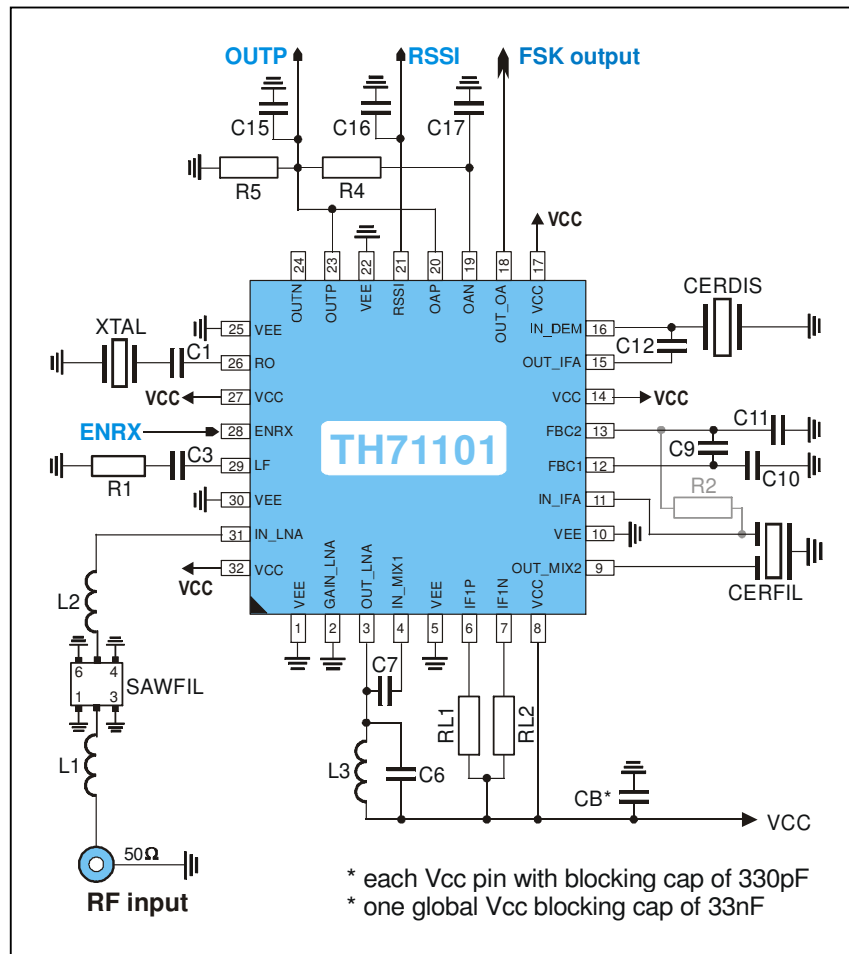 OUTP RSSI FSK output
C15 C16 C17
R5 R4
VCC
24 23 22 21 20 19 18 17
OUTN OUTP VEE RSSI OAP OAN OUT_OA VCC
CERDIS
XTAL
C1
25 VEE
26 RO
VCC 27 VCC
ENRX 28 ENRX
29 LF
C3
R1
30 VEE
31 IN_LNA
VCC 32 VCC
TH71101
IN_DEM 16
C12
OUT_IFA 15
VCC 14 VCC
FBC2 13
C11
C9
FBC1 12
C10
IN_IFA 11
R2
VEE 10
OUT_MIX2 9
CERFIL
VEE GAIN_LNA OUT_LNA IN_MIX1 VEE IF1P IF1N VCC
1 2 3 4 5 6 7 8
L2
6 4
1 3
SAWFIL
L1
C7
RL1 RL2
L3 C6
CB*
VCC
50Ω
RF input
* each Vcc pin with blocking cap of 330pF
* one global Vcc blocking cap of 33nF